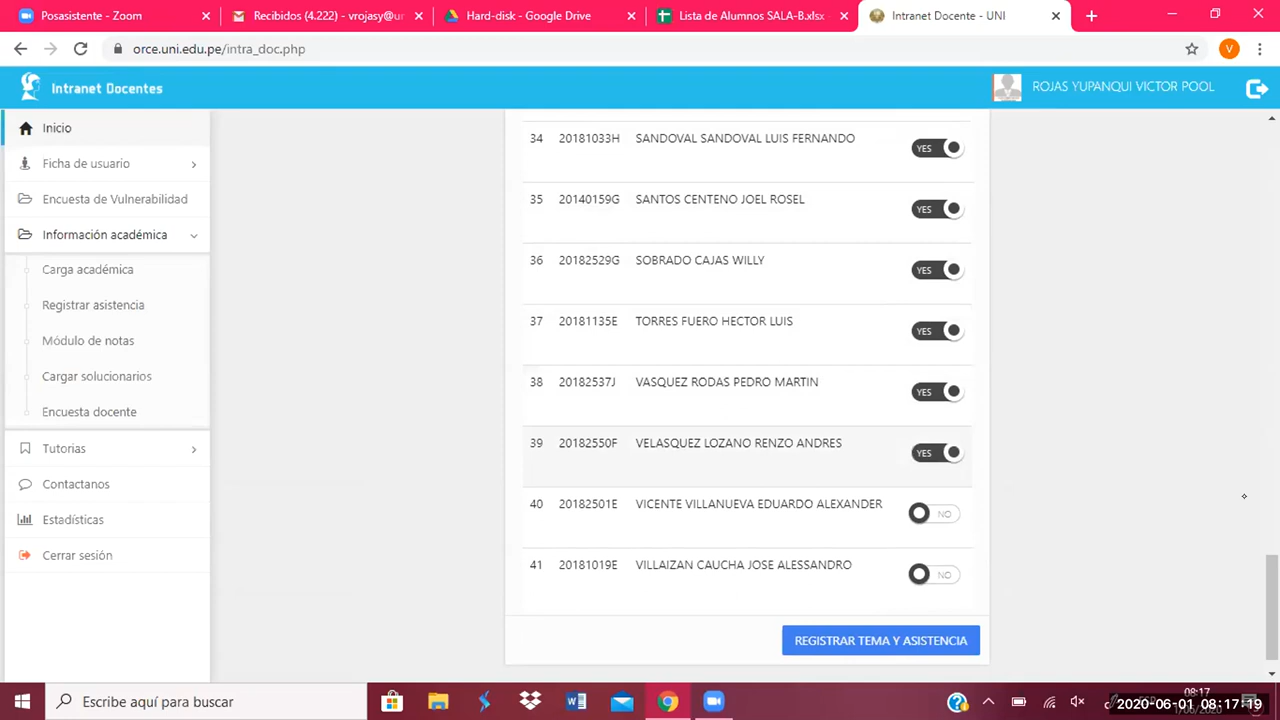 Posasistente - Zoom
Recibidos (4.222) - vrojasy@ur
Hard-disk - Google Drive
Lista de Alumnos SALA-B.xlsx -
Intranet Docente - UNI
orce.uni.edu.pe/intra_doc.php
V
Intranet Docentes
ROJAS YUPANQUI VICTOR POOL
Inicio
Ficha de usuario
Encuesta de Vulnerabilidad
Información académica
Carga académica
Registrar asistencia
Módulo de notas
Cargar solucionarios
Encuesta docente
Tutorias
Contactanos
Estadísticas
Cerrar sesión
34 20181033H SANDOVAL SANDOVAL LUIS FERNANDO YES
35 20140159G SANTOS CENTENO JOEL ROSEL YES
36 20182529G SOBRADO CAJAS WILLY YES
37 20181135E TORRES FUERO HECTOR LUIS YES
38 20182537J VASQUEZ RODAS PEDRO MARTIN YES
39 20182550F VELASQUEZ LOZANO RENZO ANDRES YES
40 20182501E VICENTE VILLANUEVA EDUARDO ALEXANDER NO
41 20181019E VILLAIZAN CAUCHA JOSE ALESSANDRO NO
REGISTRAR TEMA Y ASISTENCIA
Escribe aquí para buscar
08:17
2020-06-01 08:17:19